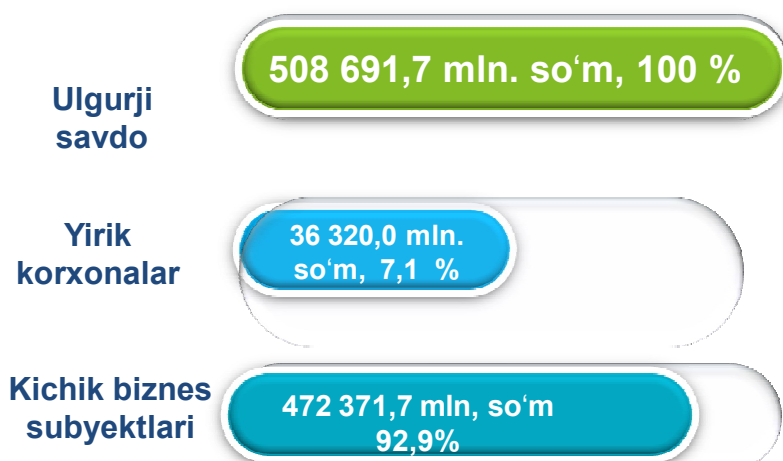 Ulgurji
savdo
508 691,7 mln. so‘m, 100 %
Yirik
korxonalar
36 320,0 mln.
so‘m, 7,1 %
Kichik biznes
subyektlari
472 371,7 mln, so‘m
92,9%